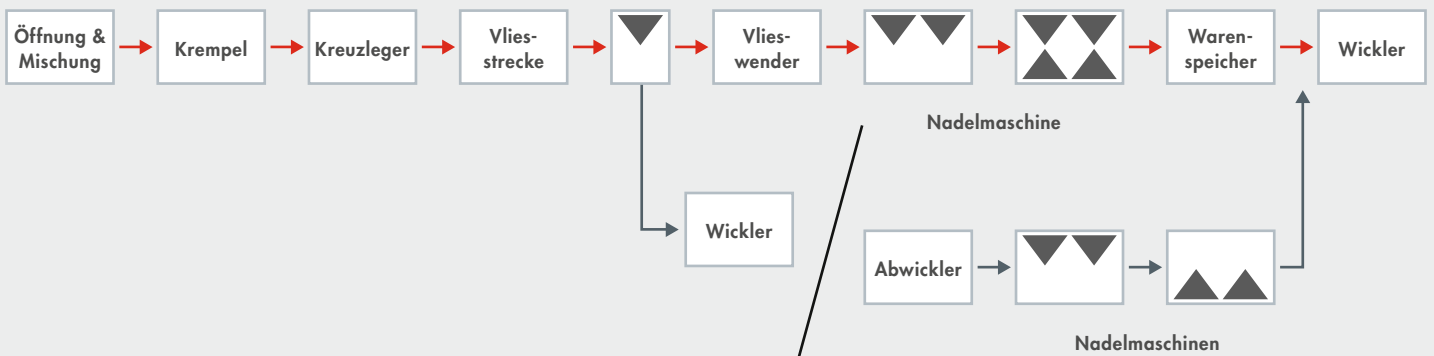 Öffnung &
Mischung
Krempel
Kreuzleger
Vlies-
strecke
Vlies-
wender
Waren-
speicher
Wickler
Nadelmaschine
Wickler
Abwickler
Nadelmaschinen